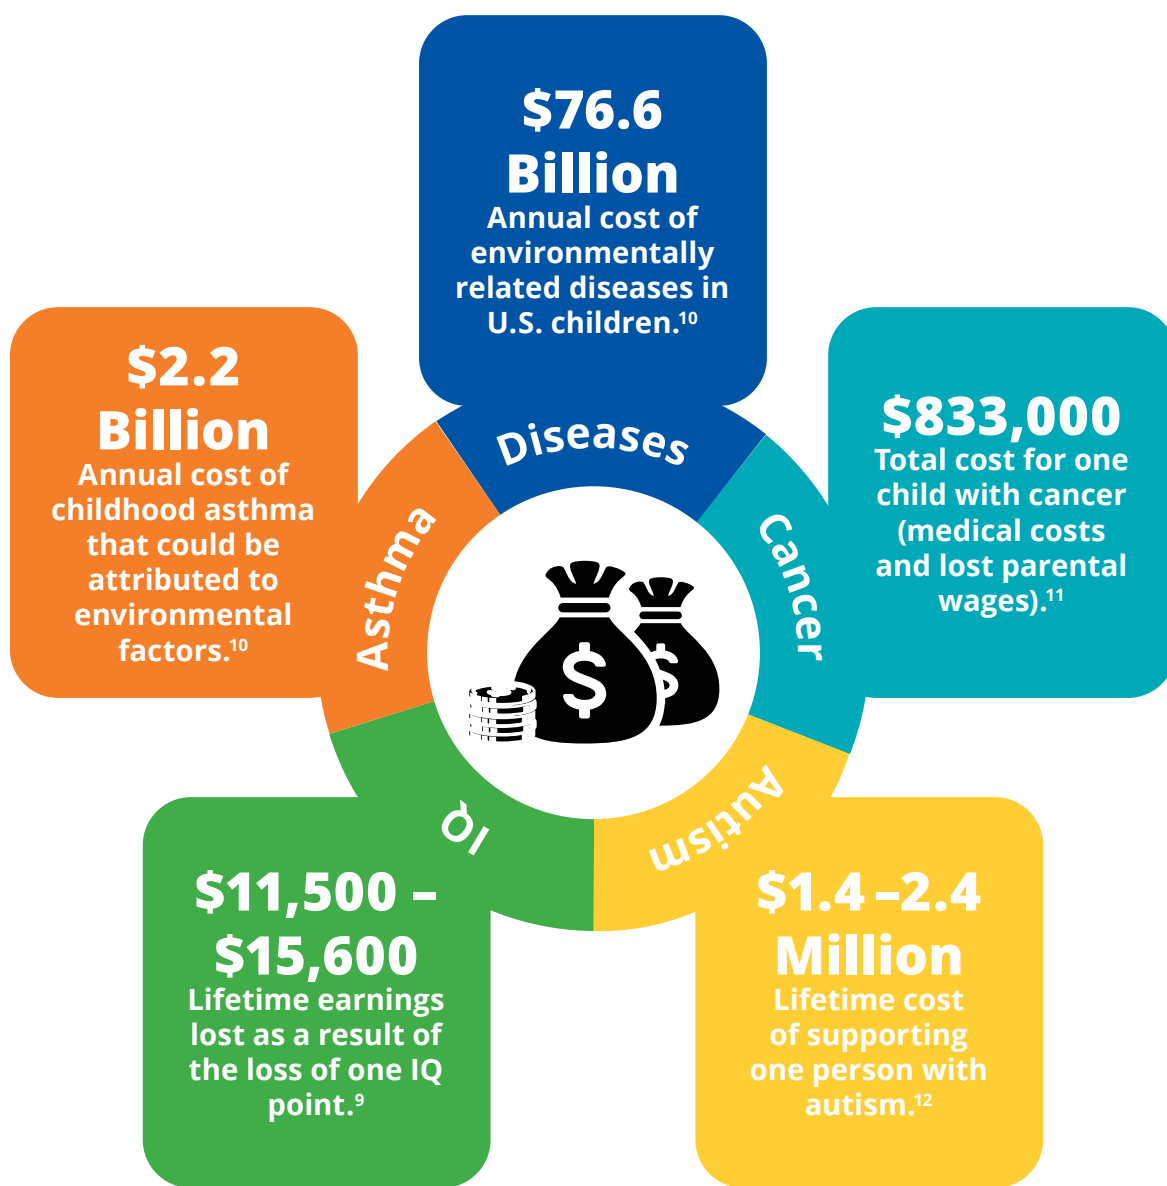 $76.6
Billion
Annual cost of
environmentally
related diseases in
U.S. children.10
$2.2
Billion
Annual cost of
childhood asthma
that could be
attributed to
environmental
factors.10
$833,000
Total cost for one
child with cancer
(medical costs
and lost parental
wages).11
Diseases
Asthma
Cancer
IQ
Autism
$
$
$11,500 –
$15,600
Lifetime earnings
lost as a result of
the loss of one IQ
point.9
$1.4 –2.4
Million
Lifetime cost
of supporting
one person with
autism.12